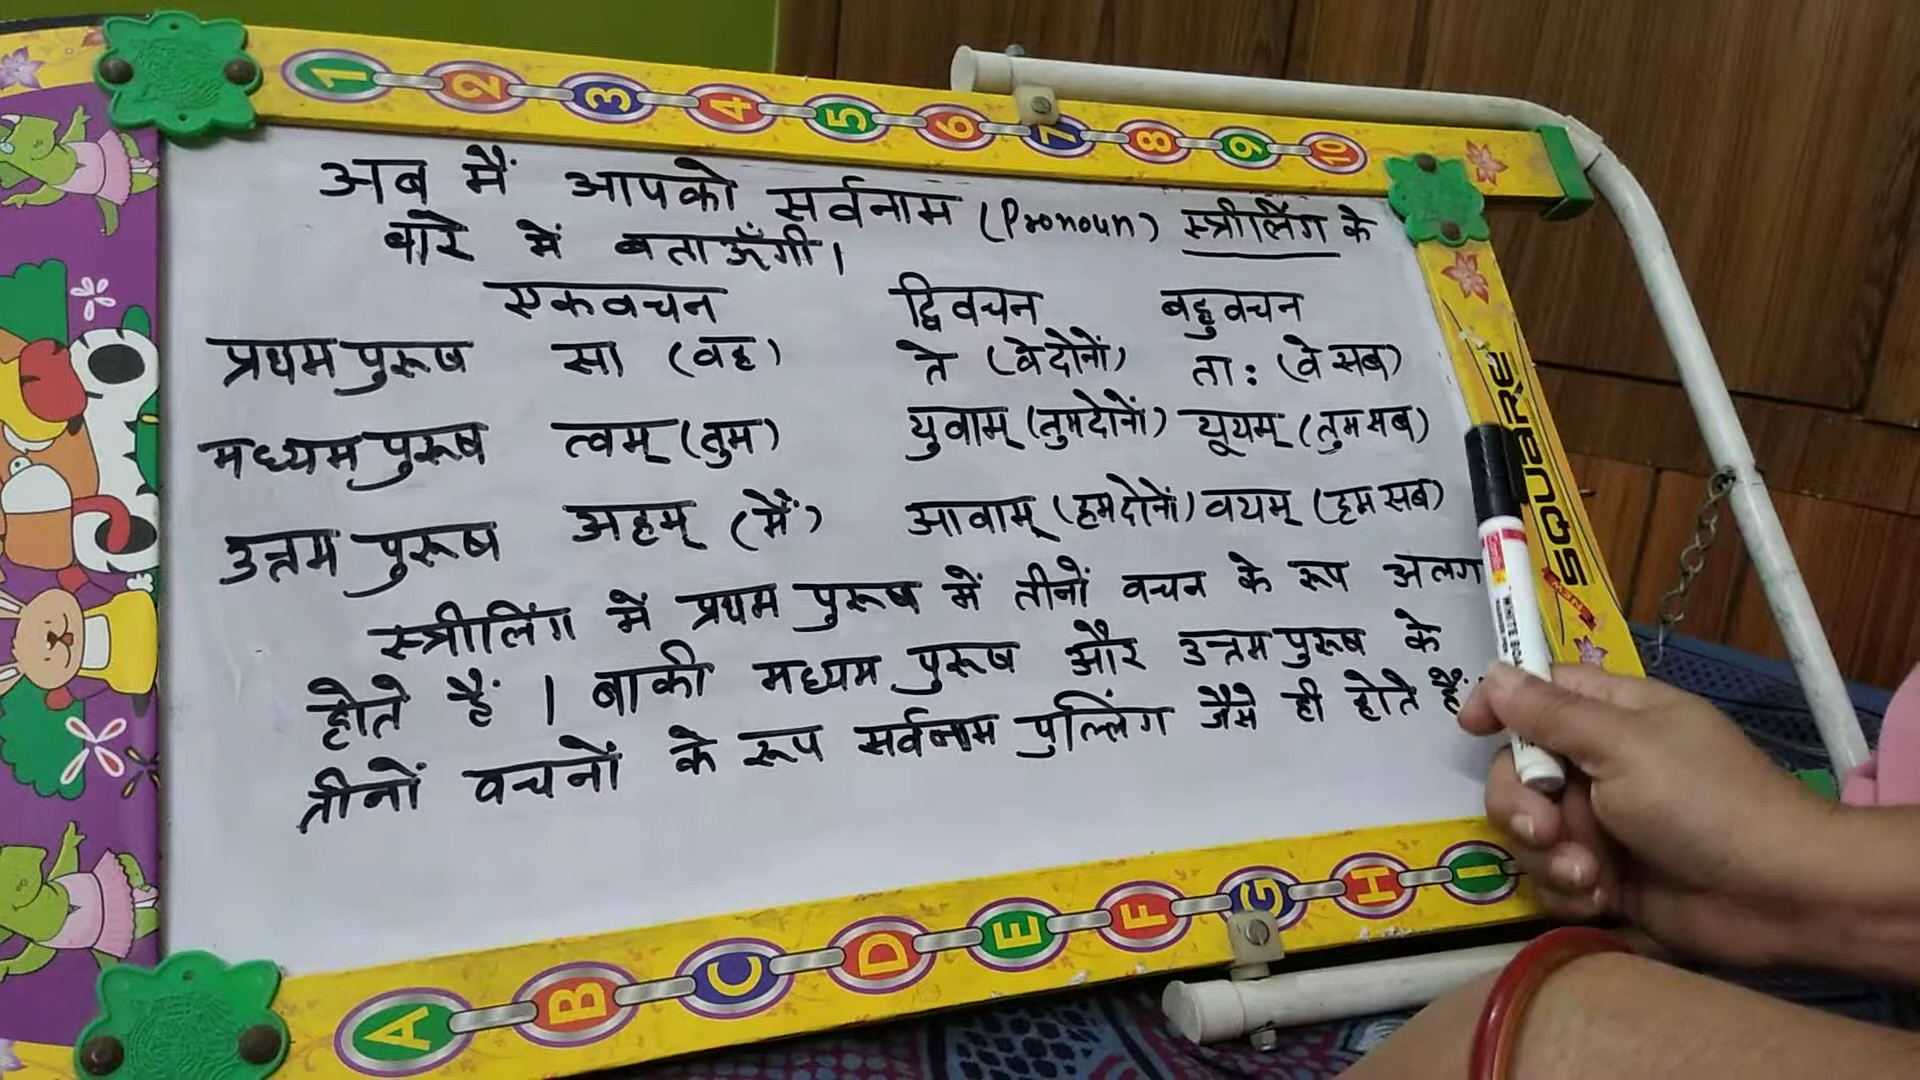 1 2 3 4 5 6 7 8 9 10
अब मैं आपको सर्वनाम (Pronoun) स्त्रीलिंग के
बारे में बताऊँगी।
एकवचन द्विवचन बहुवचन
प्रथम पुरूष सा (वह) ते (वे दोनों) ताः (वे सब)
मध्यम पुरूष त्वम् (तुम) युवाम् (तुम दोनों) यूयम् (तुम सब)
उत्तम पुरूष अहम् (मैं) आवाम् (हम दोनों) वयम् (हम सब)
स्त्रीलिंग में प्रथम पुरूष में तीनों वचन के रूप अलग
होते हैं । बाकी मध्यम पुरूष और उत्तम पुरूष के
तीनों वचनों के रूप सर्वनाम पुल्लिंग जैसे ही होते हैं
A B C D E F G H I
SQUARE
NEW